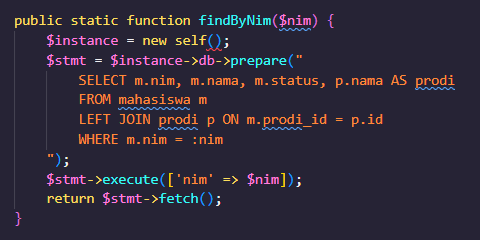 public static function findByNim($nim) {
    $instance = new self();
    $stmt = $instance->db->prepare("
        SELECT m.nim, m.nama, m.status, p.nama AS prodi
        FROM mahasiswa m
        LEFT JOIN prodi p ON m.prodi_id = p.id
        WHERE m.nim = :nim
    ");
    $stmt->execute(['nim' => $nim]);
    return $stmt->fetch();
}